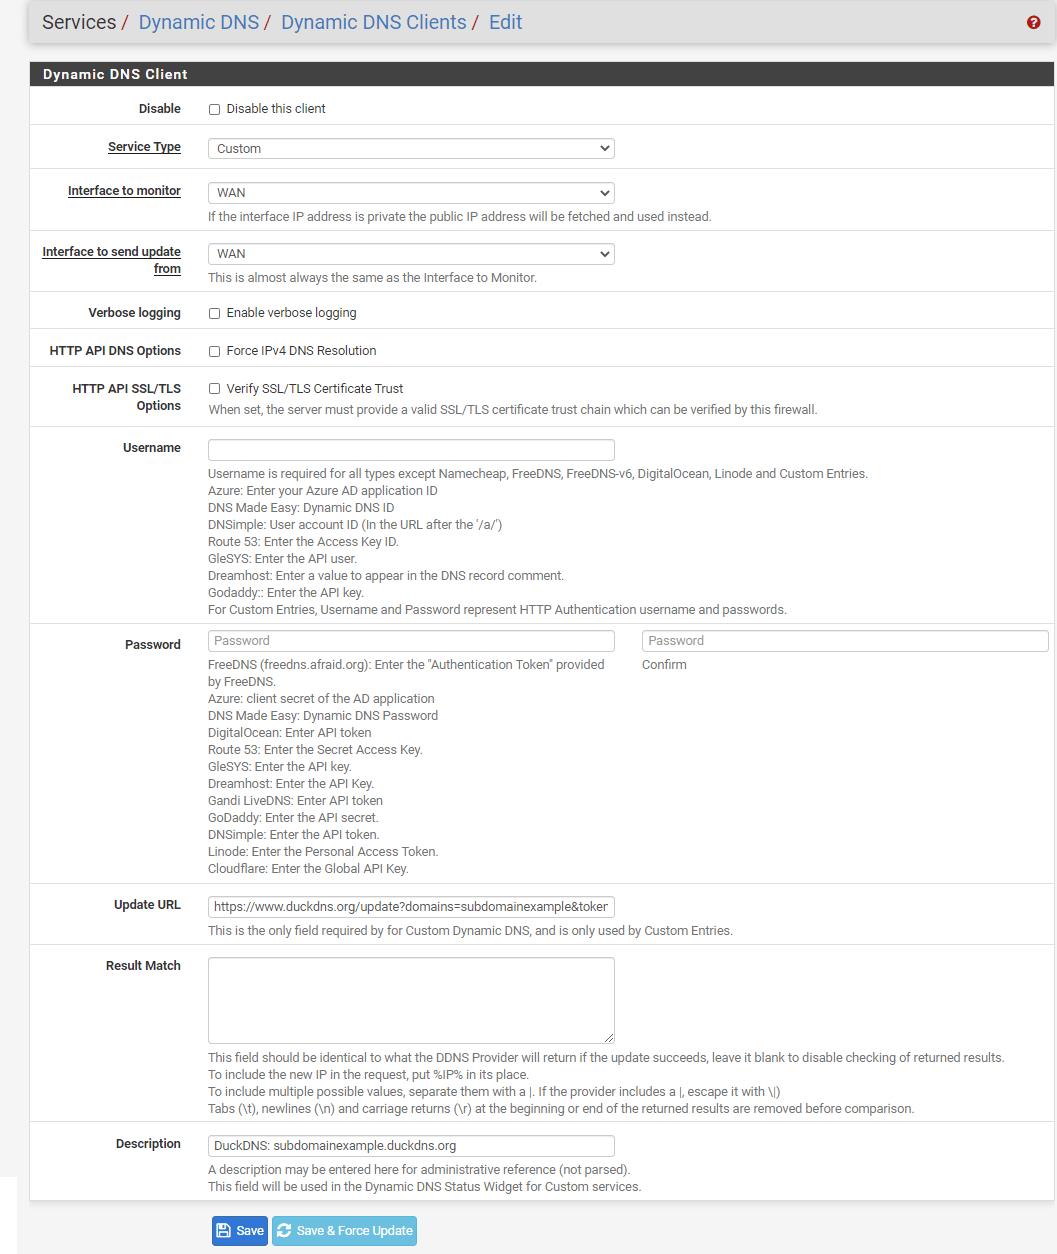 Services / Dynamic DNS / Dynamic DNS Clients / Edit
Dynamic DNS Client
Disable
Disable this client
Service Type
Custom
Interface to monitor
WAN
If the interface IP address is private the public IP address will be fetched and used instead.
Interface to send update
from
WAN
This is almost always the same as the Interface to Monitor.
Verbose logging
Enable verbose logging
HTTP API DNS Options
Force IPv4 DNS Resolution
HTTP API SSL/TLS
Options
Verify SSL/TLS Certificate Trust
When set, the server must provide a valid SSL/TLS certificate trust chain which can be verified by this firewall.
Username
Username is required for all types except Namecheap, FreeDNS, FreeDNS-v6, DigitalOcean, Linode and Custom Entries.
Azure: Enter your Azure AD application ID
DNS Made Easy: Dynamic DNS ID
DNSimple: User account ID (In the URL after the '/a/')
Route 53: Enter the Access Key ID.
GleSYS: Enter the API user.
Dreamhost: Enter a value to appear in the DNS record comment.
Godaddy:: Enter the API key.
For Custom Entries, Username and Password represent HTTP Authentication username and passwords.
Password
Password
Password
FreeDNS (freedns.afraid.org): Enter the "Authentication Token" provided
by FreeDNS.
Confirm
Azure: client secret of the AD application
DNS Made Easy: Dynamic DNS Password
DigitalOcean: Enter API token
Route 53: Enter the Secret Access Key.
GleSYS: Enter the API key.
Dreamhost: Enter the API Key.
Gandi LiveDNS: Enter API token
GoDaddy: Enter the API secret.
DNSimple: Enter the API token.
Linode: Enter the Personal Access Token.
Cloudflare: Enter the Global API Key.
Update URL
https://www.duckdns.org/update?domains=subdomainexample&token
This is the only field required by for Custom Dynamic DNS, and is only used by Custom Entries.
Result Match
This field should be identical to what the DDNS Provider will return if the update succeeds, leave it blank to disable checking of returned results.
To include the new IP in the request, put %IP% in its place.
To include multiple possible values, separate them with a |. If the provider includes a |, escape it with \|)
Tabs (\t), newlines (\n) and carriage returns (\r) at the beginning or end of the returned results are removed before comparison.
Description
DuckDNS: subdomainexample.duckdns.org
A description may be entered here for administrative reference (not parsed).
This field will be used in the Dynamic DNS Status Widget for Custom services.
Save
Save & Force Update